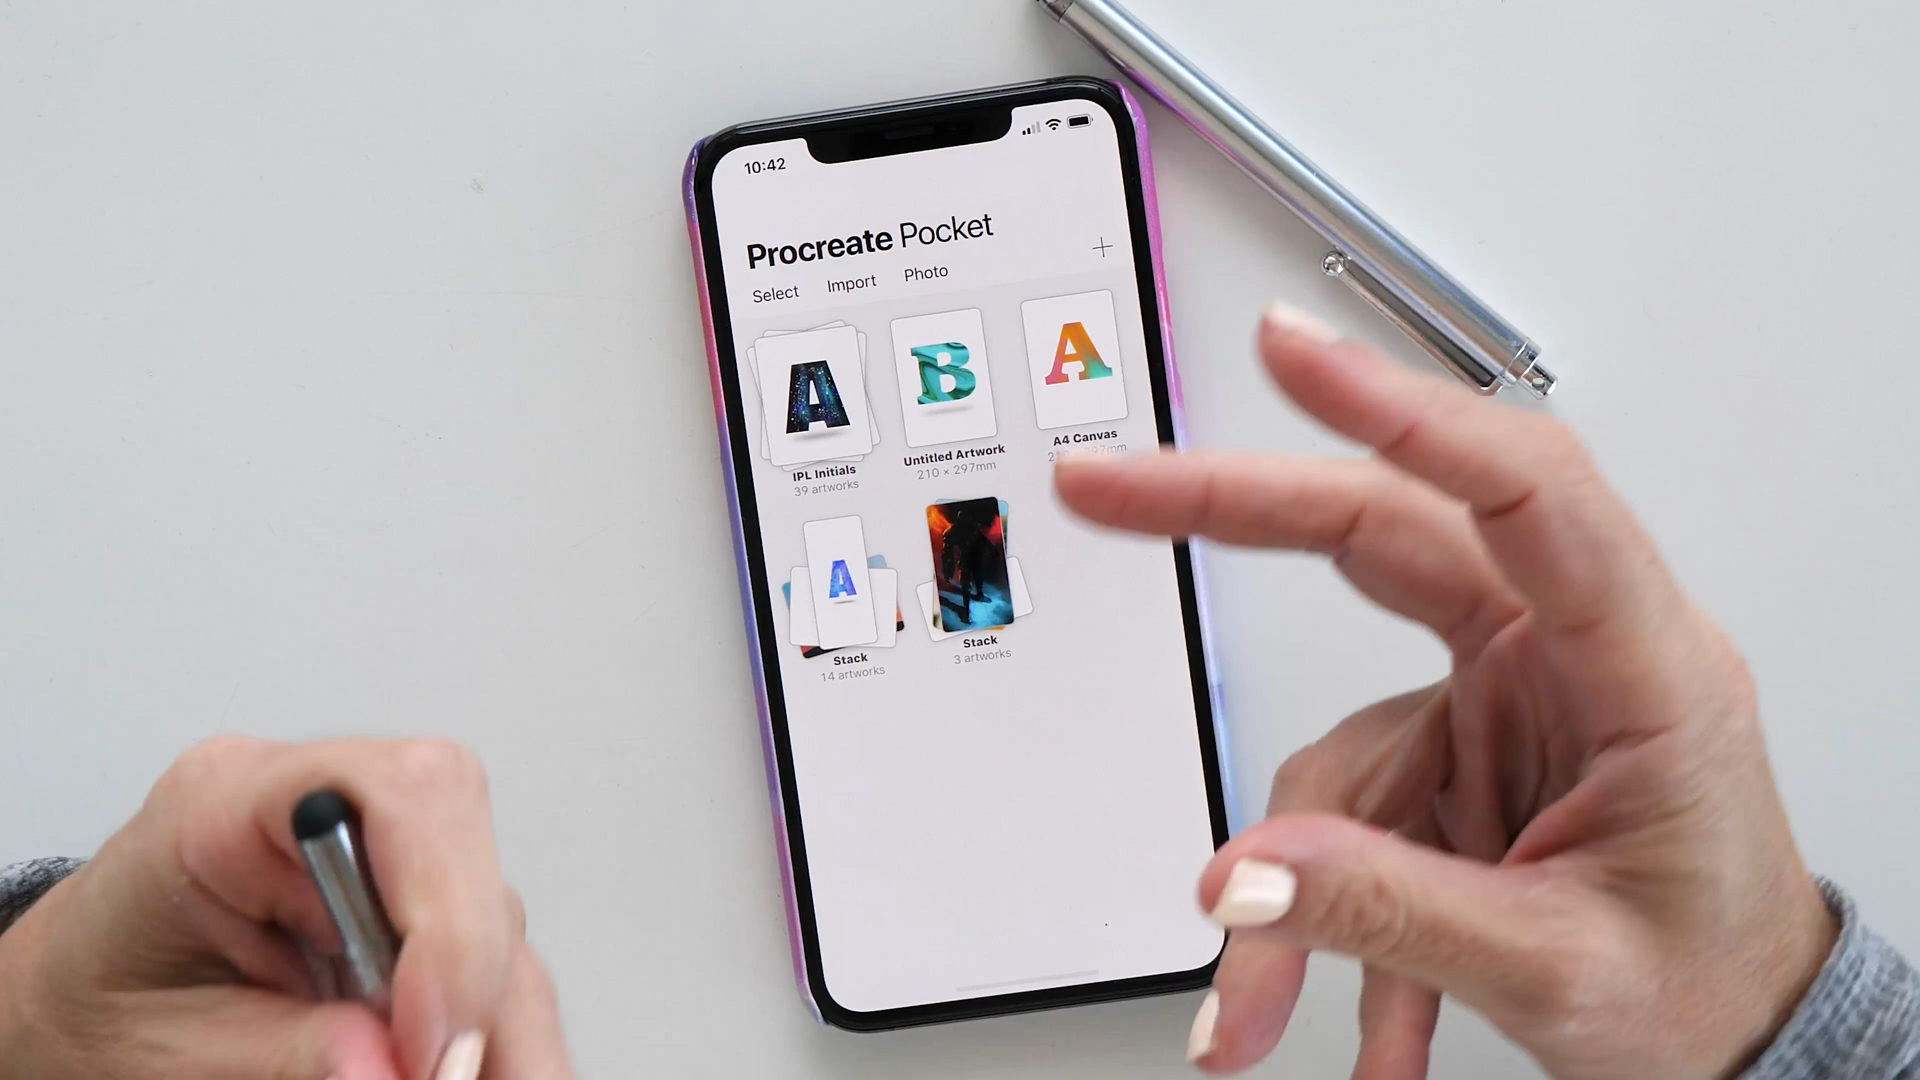 10:42
Procreate Pocket
Select Import Photo
A
B
A
IPL Initials
39 artworks
Untitled Artwork
210 × 297mm
A4 Canvas
297mm
A
Stack
14 artworks
Stack
3 artworks